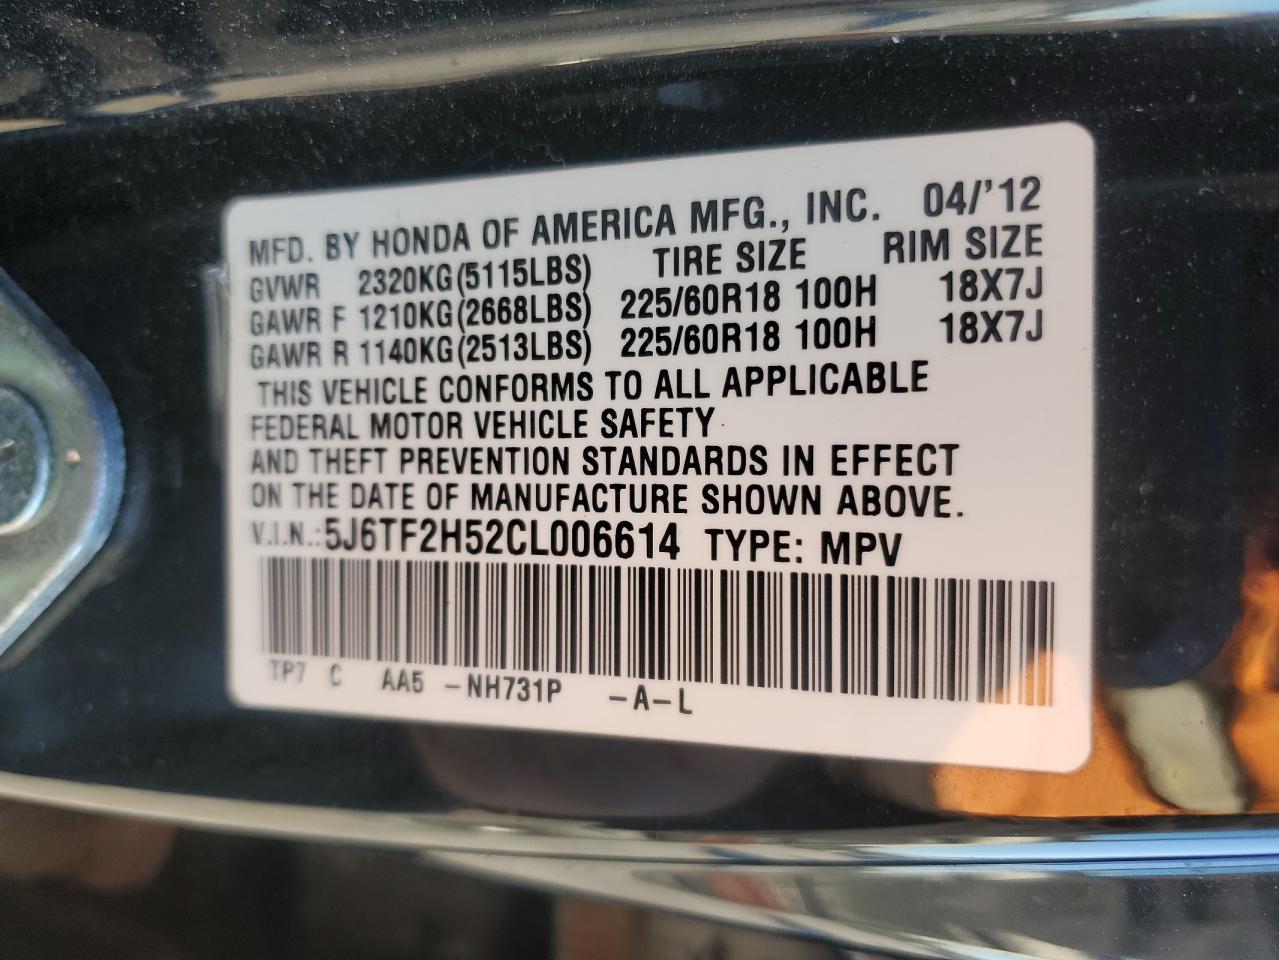 MFD. BY HONDA OF AMERICA MFG., INC. 04/'12
GVWR 2320KG(5115LBS) TIRE SIZE RIM SIZE
GAWR F 1210KG(2668LBS) 225/60R18 100H 18X7J
GAWR R 1140KG(2513LBS) 225/60R18 100H 18X7J
THIS VEHICLE CONFORMS TO ALL APPLICABLE
FEDERAL MOTOR VEHICLE SAFETY
AND THEFT PREVENTION STANDARDS IN EFFECT
ON THE DATE OF MANUFACTURE SHOWN ABOVE.
V.I.N.:5J6TF2H52CL006614 TYPE: MPV
TP7 C AA5 -NH731P -A-L